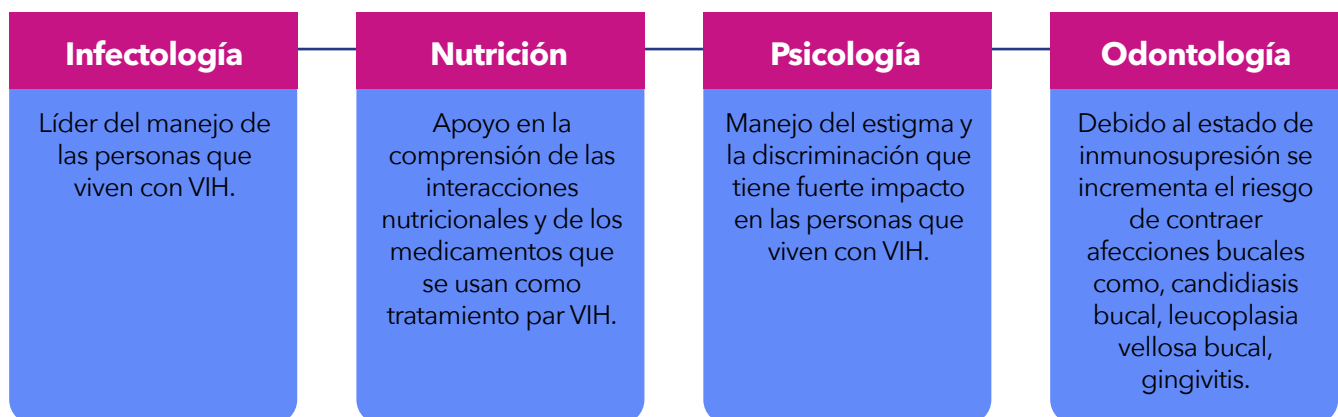 Infectología
Líder del manejo de
las personas que
viven con VIH.
Nutrición
Apoyo en la
comprensión de las
interacciones
nutricionales y de los
medicamentos que
se usan como
tratamiento par VIH.
Psicología
Manejo del estigma y
la discriminación que
tiene fuerte impacto
en las personas que
viven con VIH.
Odontología
Debido al estado de
inmunosupresión se
incrementa el riesgo
de contraer
afecciones bucales
como, candidiasis
bucal, leucoplasia
vellosa bucal,
gingivitis.